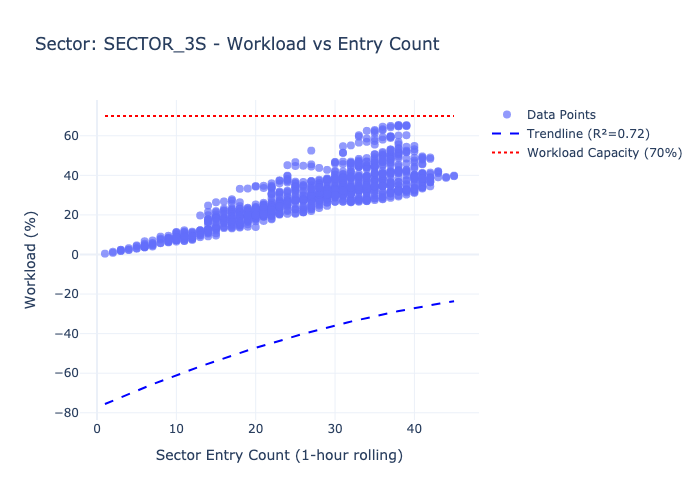 Sector: SECTOR_3S - Workload vs Entry Count
Data Points
Trendline (R²=0.72)
Workload Capacity (70%)
Workload (%)
60
40
20
0
−20
−40
−60
−80
0 10 20 30 40
Sector Entry Count (1-hour rolling)